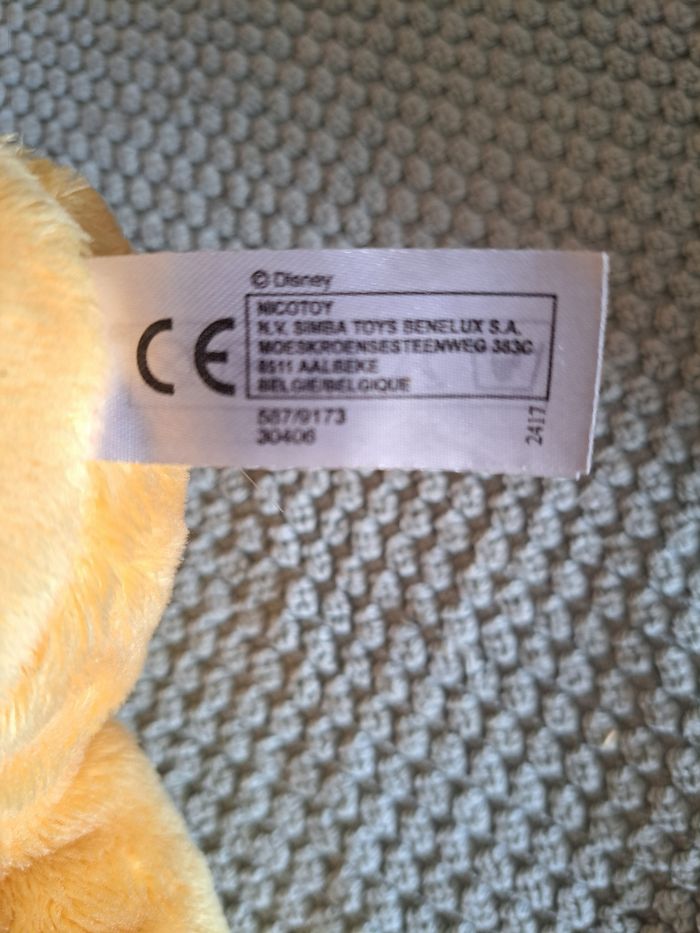 © Disney
CE
NICOTOY
N.V. SIMBA TOYS BENELUX S.A.
MOESKROENSESTEENWEG 383C
8511 AALBEKE
BELGIE/BELGIQUE
587/9173
30406
2417